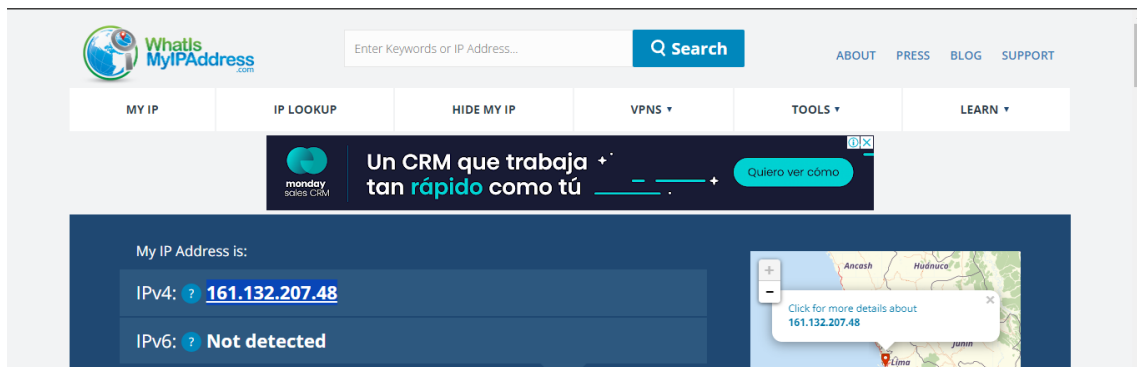 WhatIs
MyIPAddress
.com
Enter Keywords or IP Address...
Search
ABOUT PRESS BLOG SUPPORT
MY IP IP LOOKUP HIDE MY IP VPNS ▾ TOOLS ▾ LEARN ▾
monday
sales CRM
Un CRM que trabaja
tan rápido como tú
Quiero ver cómo
My IP Address is:
IPv4: ? 161.132.207.48
IPv6: ? Not detected
+
−
Ancash Huánuco
Click for more details about
161.132.207.48
×
Junín
Lima